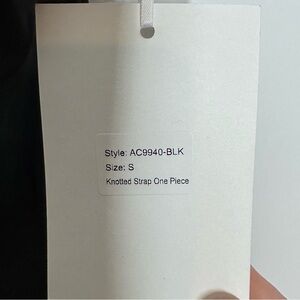 Style: AC9940-BLK
Size: S
Knotted Strap One Piece